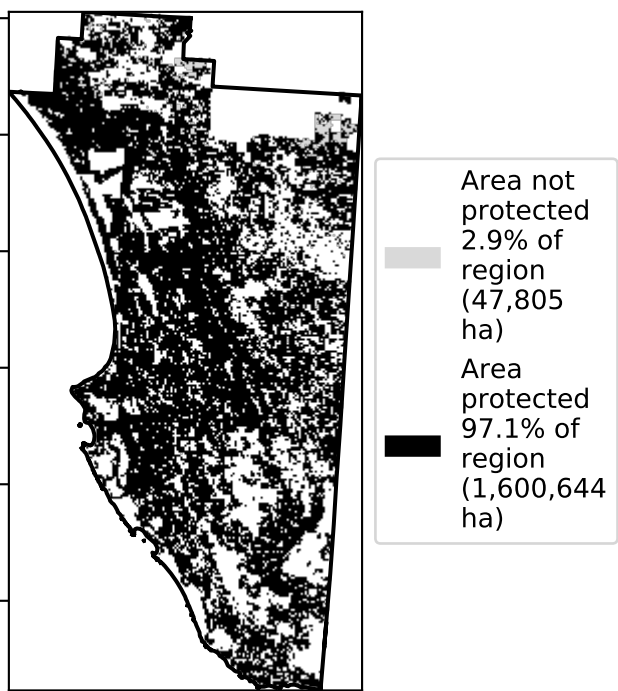 Area not
protected
2.9% of
region
(47,805
ha)
Area
protected
97.1% of
region
(1,600,644
ha)